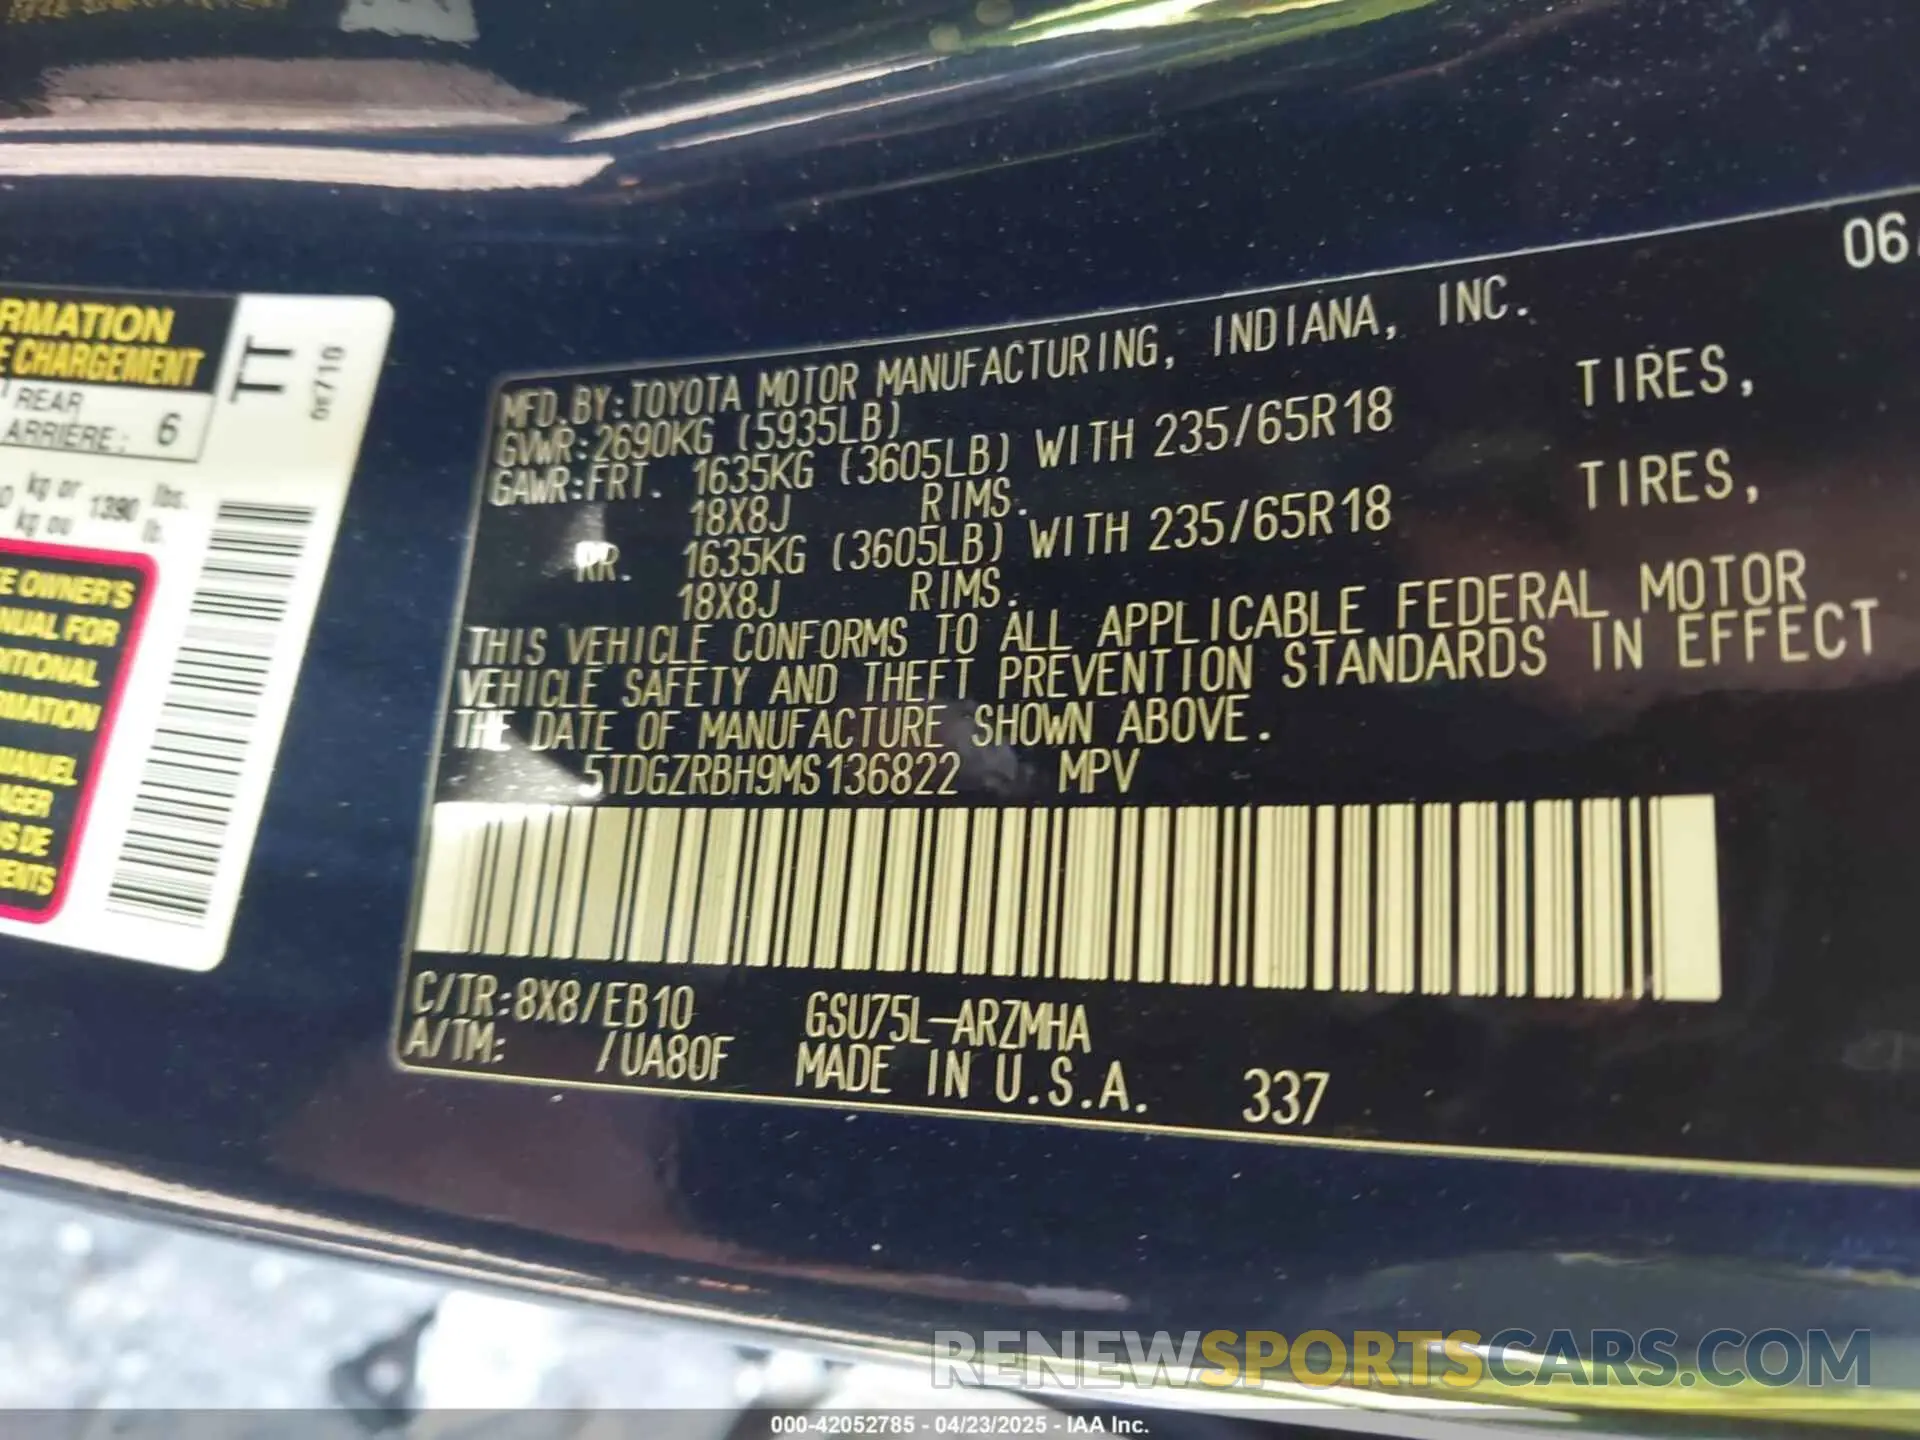 06
MFD. BY: TOYOTA MOTOR MANUFACTURING, INDIANA, INC.
GVWR: 2690KG (5935LB)
GAWR: FRT. 1635KG (3605LB) WITH 235/65R18 TIRES,
18X8J RIMS.
RR. 1635KG (3605LB) WITH 235/65R18 TIRES,
18X8J RIMS.
THIS VEHICLE CONFORMS TO ALL APPLICABLE FEDERAL MOTOR
VEHICLE SAFETY AND THEFT PREVENTION STANDARDS IN EFFECT
THE DATE OF MANUFACTURE SHOWN ABOVE.
5TDGZRBH9MS136822 MPV
C/TR: 8X8/EB10 GSU75L-ARZMHA
A/TM: /UA80F MADE IN U.S.A. 337
RMATION
E CHARGEMENT
REAR
ARRIÈRE : 6
kg or 1390 lbs.
kg ou lb.
TT
0E710
E OWNER'S
NUAL FOR
ITIONAL
RMATION
MANUEL
AGER
US DE
ENTS
RENEWSPORTSCARS.COM
000-42052785 - 04/23/2025 - IAA Inc.